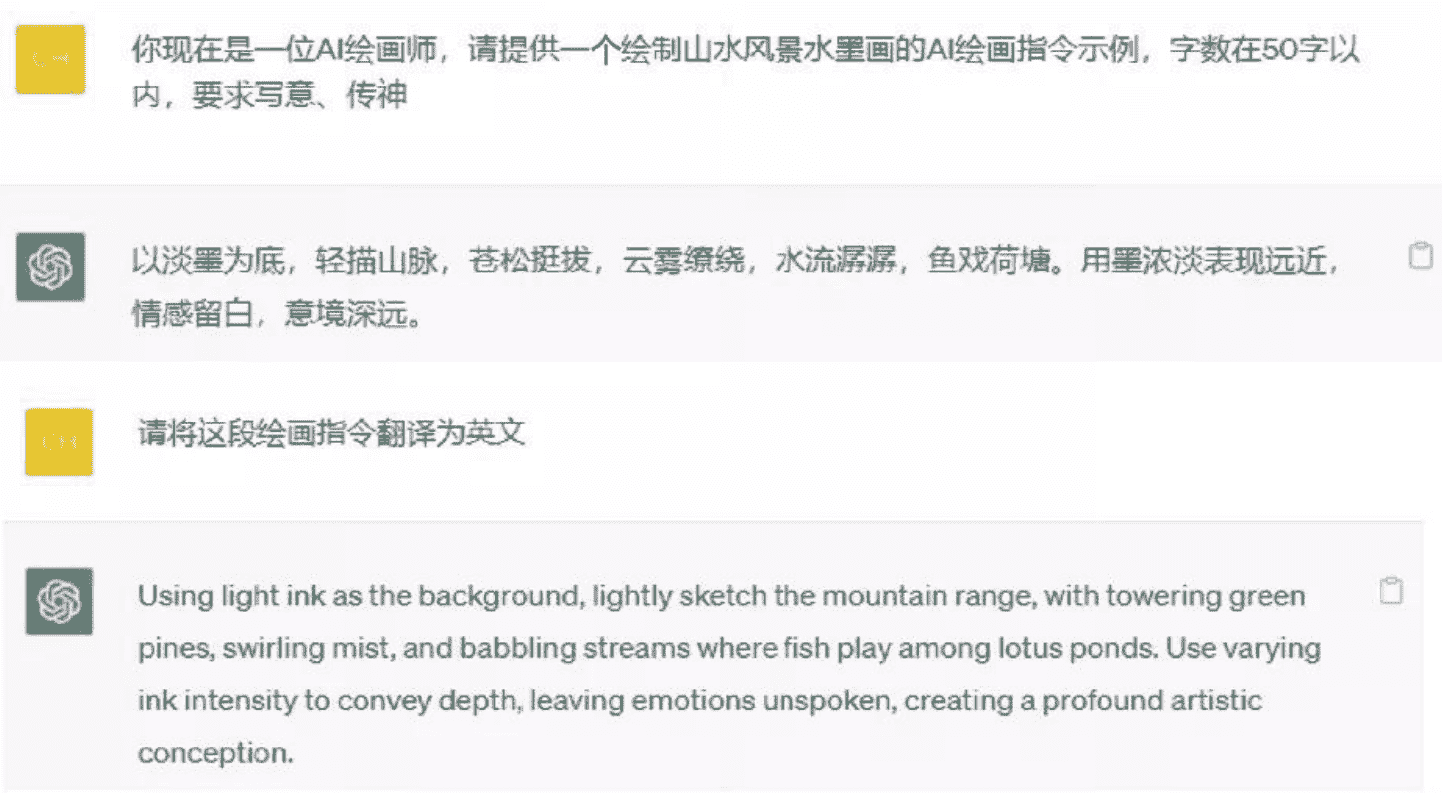 你现在是一位AI绘画师，请提供一个绘制山水风景水墨画的AI绘画指令示例，字数在50字以
内，要求写意、传神
以淡墨为底，轻描山脉，苍松挺拔，云雾缭绕，水流潺潺，鱼戏荷塘。用墨浓淡表现远近，
情感留白，意境深远。
请将这段绘画指令翻译为英文
Using light ink as the background, lightly sketch the mountain range, with towering green
pines, swirling mist, and babbling streams where fish play among lotus ponds. Use varying
ink intensity to convey depth, leaving emotions unspoken, creating a profound artistic
conception.